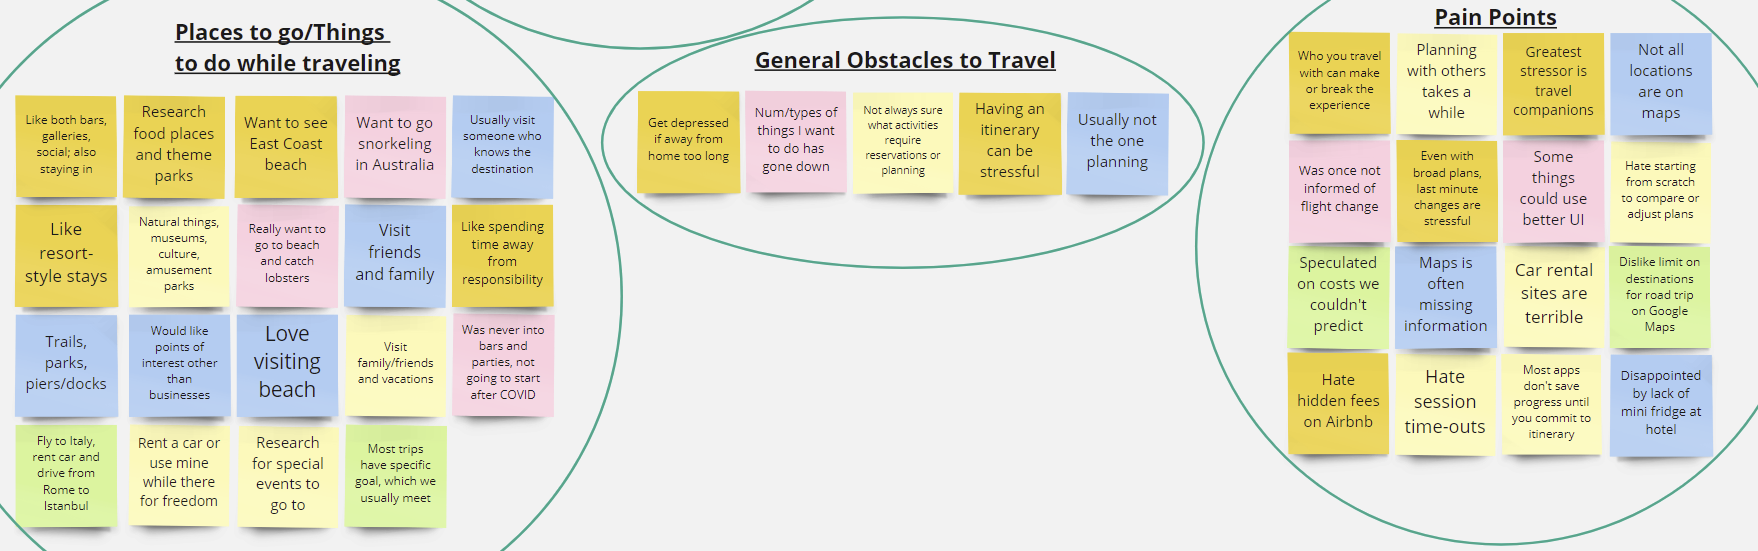 Places to go/Things
to do while traveling
Like both bars,
galleries,
social; also
staying in
Research
food places
and theme
parks
Want to see
East Coast
beach
Want to go
snorkeling
in Australia
Usually visit
someone who
knows the
destination
Like
resort-
style stays
Natural things,
museums,
culture,
amusement
parks
Really want to
go to beach
and catch
lobsters
Visit
friends
and family
Like spending
time away
from
responsibility
Trails,
parks,
piers/docks
Would like
points of
interest other
than
businesses
Love
visiting
beach
Visit
family/friends
and vacations
Was never into
bars and
parties, not
going to start
after COVID
Fly to Italy,
rent car and
drive from
Rome to
Istanbul
Rent a car or
use mine
while there
for freedom
Research
for special
events to
go to
Most trips
have specific
goal, which we
usually meet
General Obstacles to Travel
Get depressed
if away from
home too long
Num/types of
things I want
to do has
gone down
Not always sure
what activities
require
reservations or
planning
Having an
itinerary
can be
stressful
Usually not
the one
planning
Pain Points
Who you travel
with can make
or break the
experience
Planning
with others
takes a
while
Greatest
stressor is
travel
companions
Not all
locations
are on
maps
Was once not
informed of
flight change
Even with
broad plans,
last minute
changes are
stressful
Some
things
could use
better UI
Hate starting
from scratch
to compare or
adjust plans
Speculated
on costs we
couldn't
predict
Maps is
often
missing
information
Car rental
sites are
terrible
Dislike limit on
destinations
for road trip
on Google
Maps
Hate
hidden fees
on Airbnb
Hate
session
time-outs
Most apps
don't save
progress until
you commit to
itinerary
Disappointed
by lack of
mini fridge at
hotel